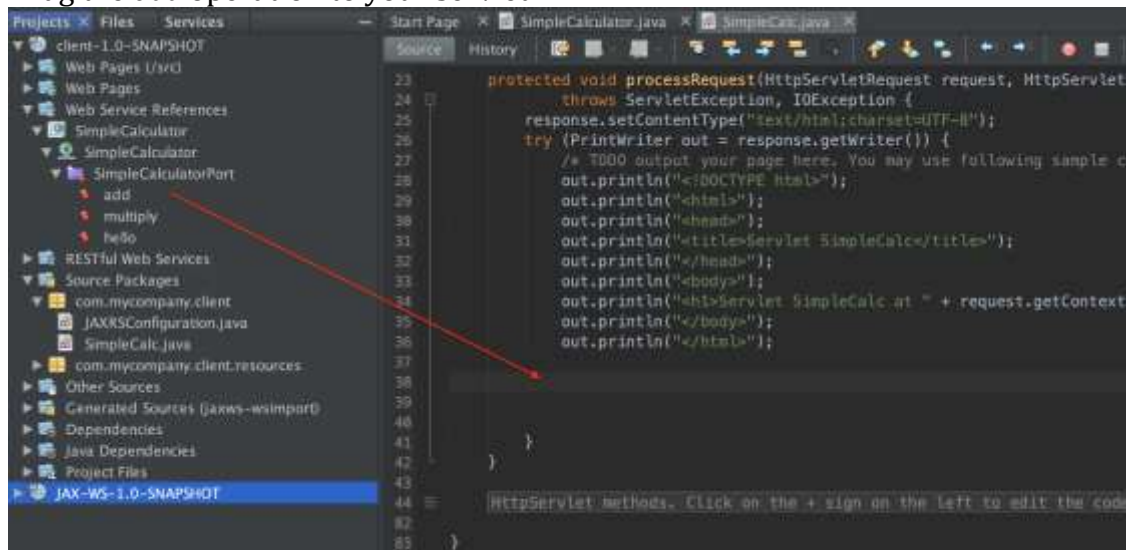 Projects Files Services
client-1.0-SNAPSHOT
Web Pages (/src)
Web Pages
Web Service References
SimpleCalculator
SimpleCalculator
SimpleCalculatorPort
add
multiply
hello
RESTful Web Services
Source Packages
com.mycompany.client
JAXRSConfiguration.java
SimpleCalc.java
com.mycompany.client.resources
Other Sources
Generated Sources (jaxws-wsimport)
Dependencies
Java Dependencies
Project Files
JAX-WS-1.0-SNAPSHOT
Start Page SimpleCalculator.java SimpleCalc.java
Source History
23 protected void processRequest(HttpServletRequest request, HttpServlet
24 throws ServletException, IOException {
25 response.setContentType("text/html;charset=UTF-8");
26 try (PrintWriter out = response.getWriter()) {
27 /* TODO output your page here. You may use following sample c
28 out.println("<!DOCTYPE html>");
29 out.println("<html>");
30 out.println("<head>");
31 out.println("<title>Servlet SimpleCalc</title>");
32 out.println("</head>");
33 out.println("<body>");
34 out.println("<h1>Servlet SimpleCalc at " + request.getContext
35 out.println("</body>");
36 out.println("</html>");
37
38
39
40
41 }
42 }
43
44 HttpServlet methods. Click on the + sign on the left to edit the code
82
83 }